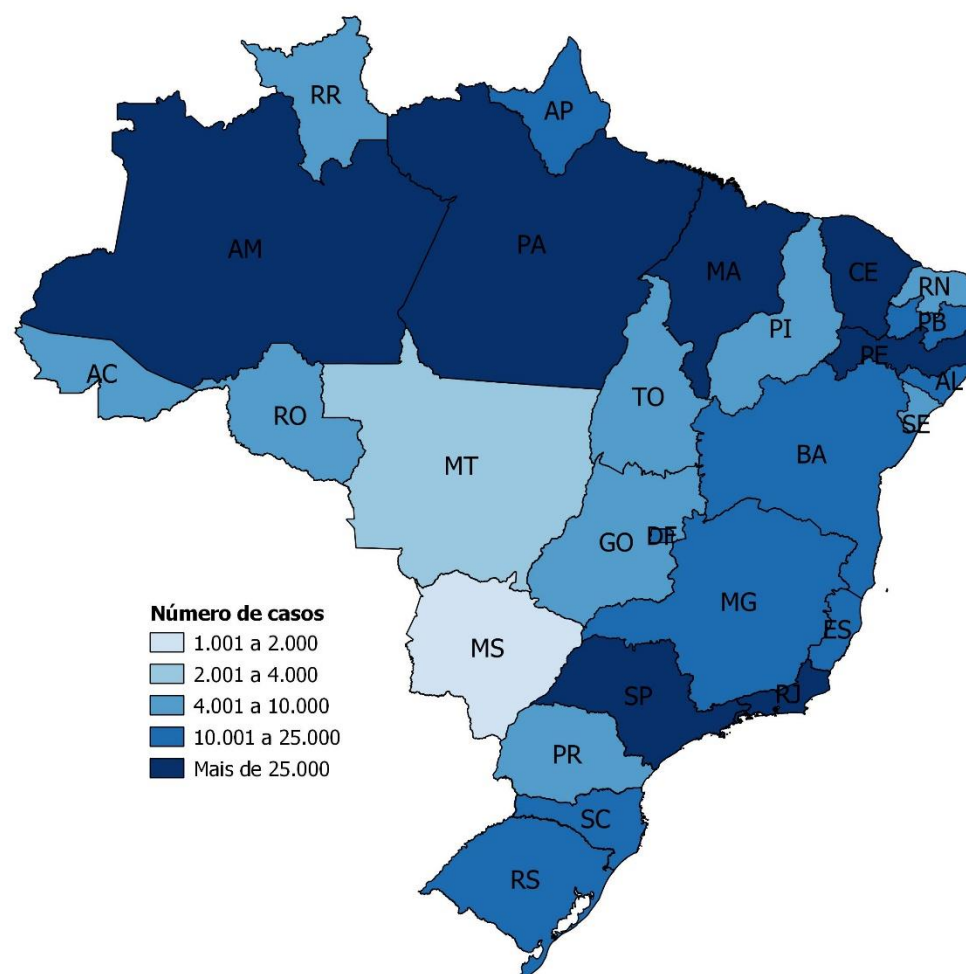 RR
AP
AM
PA
MA
CE
RN
PI
PB
PE
AC
AL
TO
RO
SE
BA
MT
GO
DF
MG
Número de casos
1.001 a 2.000
ES
MS
2.001 a 4.000
SP
RJ
4.001 a 10.000
10.001 a 25.000
PR
Mais de 25.000
SC
RS